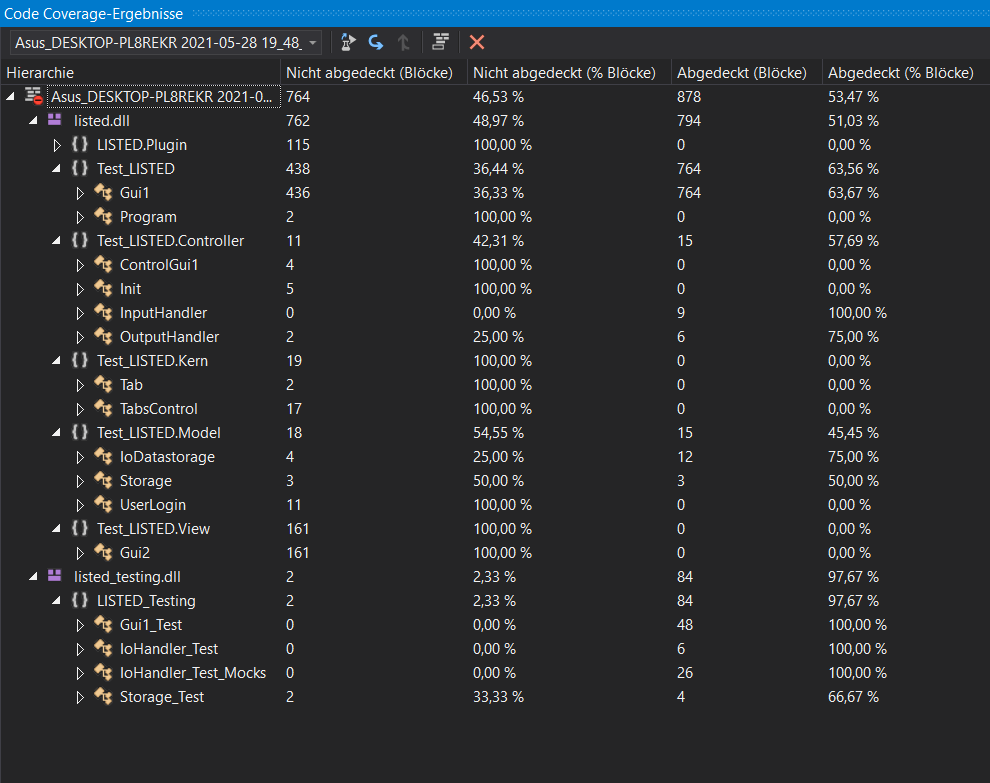 Code Coverage-Ergebnisse
Asus_DESKTOP-PL8REKR 2021-05-28 19_48_
Hierarchie Nicht abgedeckt (Blöcke) Nicht abgedeckt (% Blöcke) Abgedeckt (Blöcke) Abgedeckt (% Blöcke)
Asus_DESKTOP-PL8REKR 2021-0... 764 46,53 % 878 53,47 %
listed.dll 762 48,97 % 794 51,03 %
{} LISTED.Plugin 115 100,00 % 0 0,00 %
{} Test_LISTED 438 36,44 % 764 63,56 %
Gui1 436 36,33 % 764 63,67 %
Program 2 100,00 % 0 0,00 %
{} Test_LISTED.Controller 11 42,31 % 15 57,69 %
ControlGui1 4 100,00 % 0 0,00 %
Init 5 100,00 % 0 0,00 %
InputHandler 0 0,00 % 9 100,00 %
OutputHandler 2 25,00 % 6 75,00 %
{} Test_LISTED.Kern 19 100,00 % 0 0,00 %
Tab 2 100,00 % 0 0,00 %
TabsControl 17 100,00 % 0 0,00 %
{} Test_LISTED.Model 18 54,55 % 15 45,45 %
IoDatastorage 4 25,00 % 12 75,00 %
Storage 3 50,00 % 3 50,00 %
UserLogin 11 100,00 % 0 0,00 %
{} Test_LISTED.View 161 100,00 % 0 0,00 %
Gui2 161 100,00 % 0 0,00 %
listed_testing.dll 2 2,33 % 84 97,67 %
{} LISTED_Testing 2 2,33 % 84 97,67 %
Gui1_Test 0 0,00 % 48 100,00 %
IoHandler_Test 0 0,00 % 6 100,00 %
IoHandler_Test_Mocks 0 0,00 % 26 100,00 %
Storage_Test 2 33,33 % 4 66,67 %